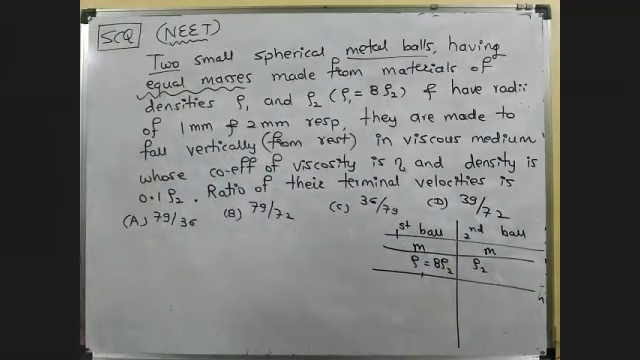 SCQ (NEET)
Two small spherical metal balls, having
equal masses made from materials of
densities ρ₁ and ρ₂ (ρ₁ = 8ρ₂) & have radii
of 1mm & 2mm resp, they are made to
fall vertically (from rest) in viscous medium
whose co-eff of viscosity is η and density is
0.1ρ₂. Ratio of their terminal velocities is
(A) 79/36 (B) 79/72 (C) 36/79 (D) 39/72
1st ball 2nd ball
m m
ρ = 8ρ₂ ρ₂